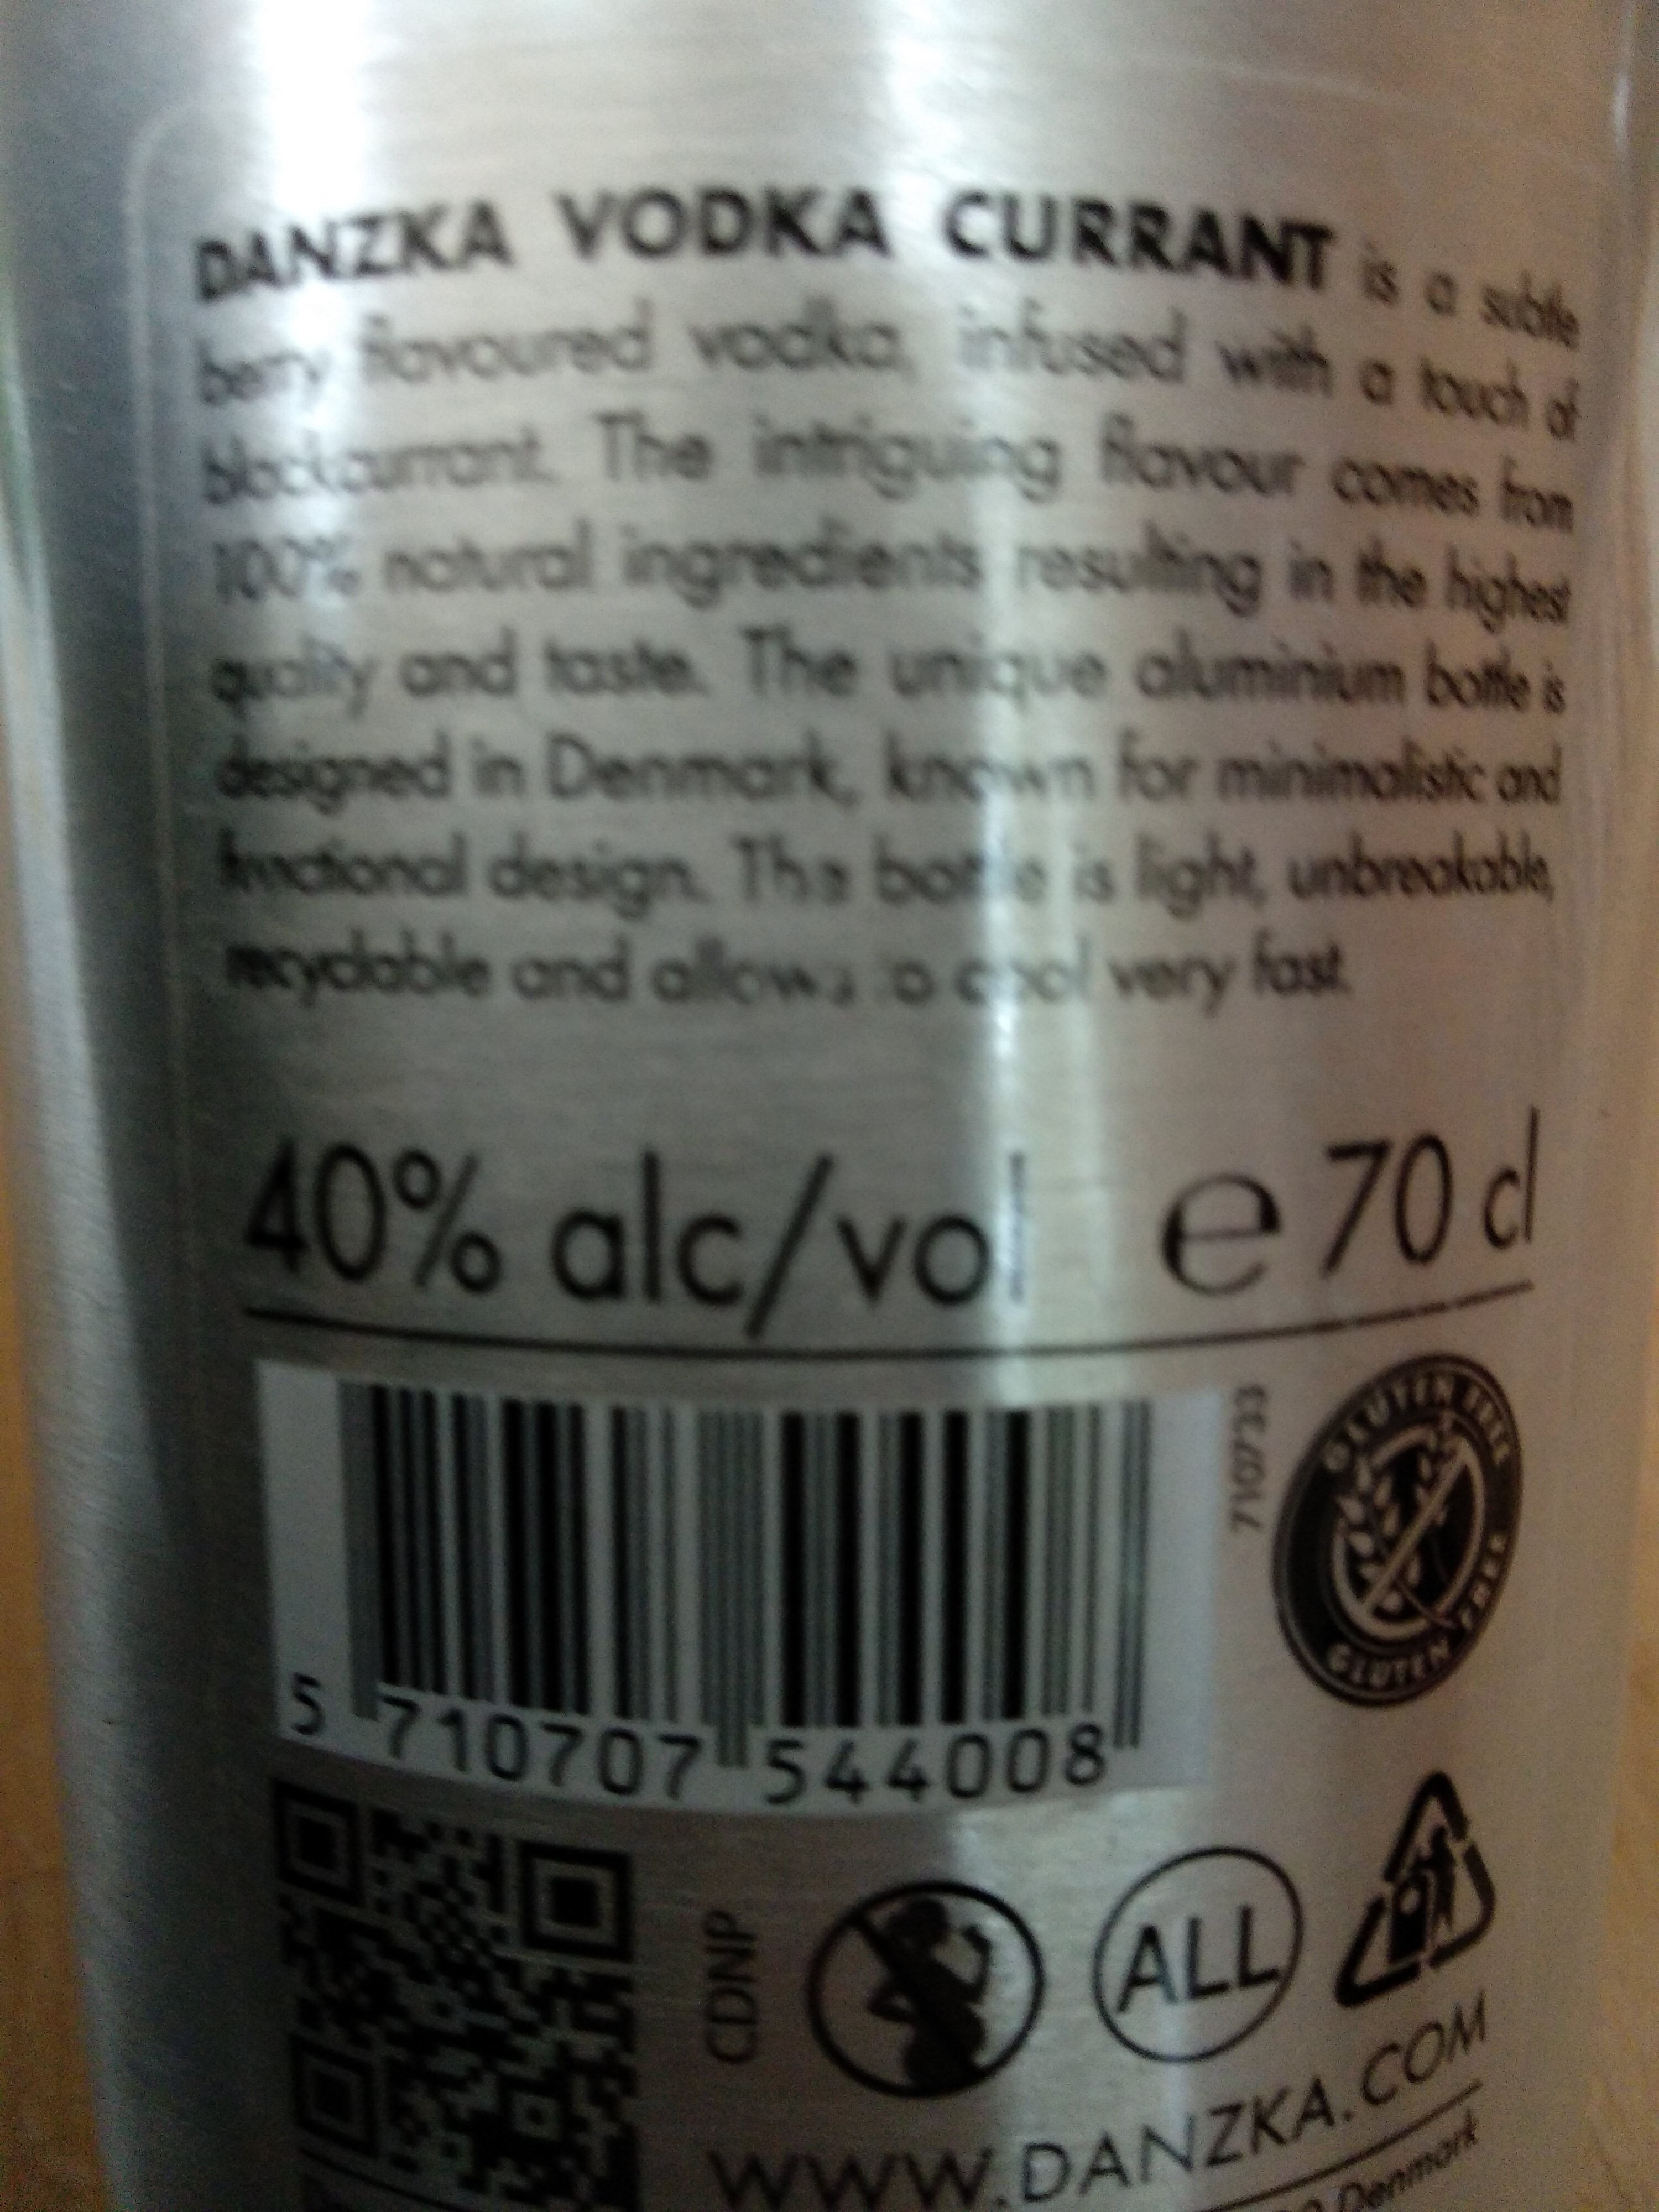 DANZKA VODKA CURRANT is a subtle
berry flavoured vodka, infused with a touch of
blackcurrant. The intriguing flavour comes from
100% natural ingredients resulting in the highest
quality and taste. The unique aluminium bottle is
designed in Denmark, known for minimalistic and
functional design. The bottle is light, unbreakable,
recyclable and allows to cool very fast.
40% alc/vol e 70 cl
710733
GLUTEN FREE
GLUTEN FREE
5 710707 544008
CDNP
ALL
WWW.DANZKA.COM
Denmark